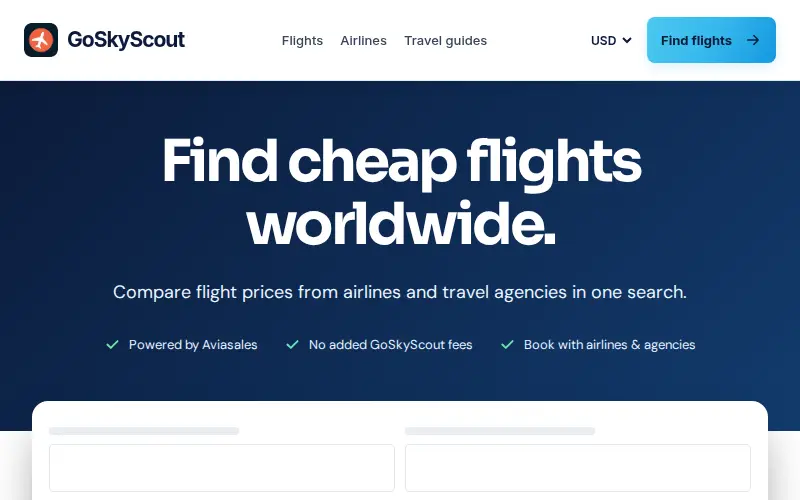 GoSkyScout
Flights Airlines Travel guides
USD
Find flights
Find cheap flights
worldwide.
Compare flight prices from airlines and travel agencies in one search.
Powered by Aviasales
No added GoSkyScout fees
Book with airlines & agencies